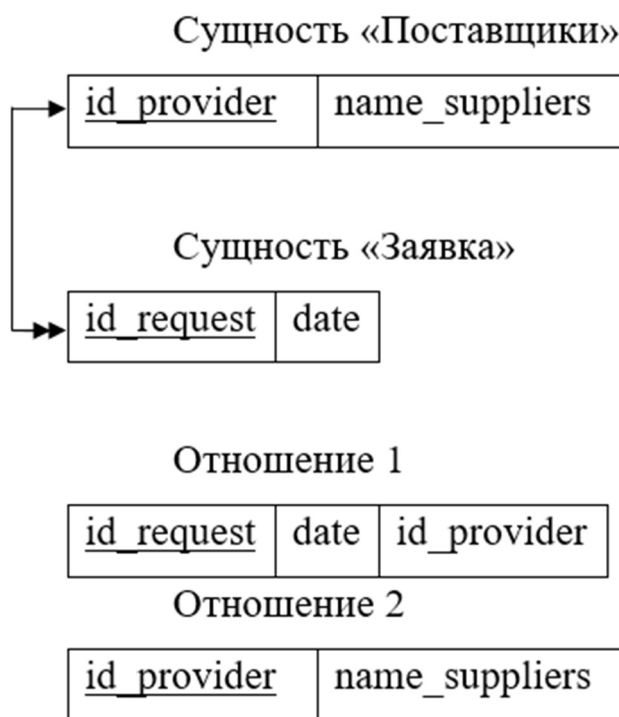 Сущность «Поставщики»
id_provider name_suppliers
Сущность «Заявка»
id_request date
Отношение 1
id_request date id_provider
Отношение 2
id_provider name_suppliers